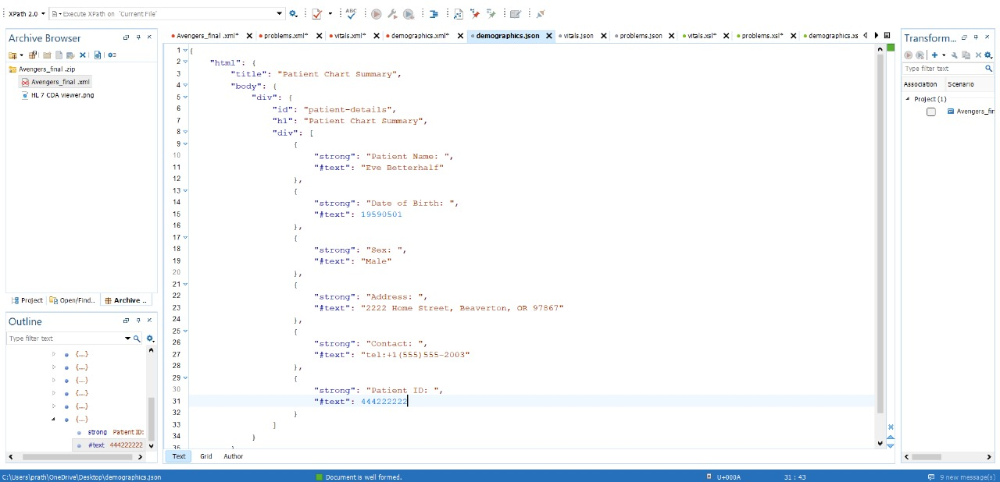 XPath 2.0 Execute XPath on 'Current File'
Archive Browser
Avengers_final .zip
Avengers_final .xml
HL 7 CDA viewer.png
Project Open/Find.. Archive ..
Outline
Type filter text
{...}
{...}
{...}
{...}
{...}
{...}
strong Patient ID:
#text 444222222
Avengers_final .xml* problems.xml* vitals.xml* demographics.xml* demographics.json vitals.json problems.json vitals.xsl* problems.xsl* demographics.xs
1 {
2 "html": {
3 "title": "Patient Chart Summary",
4 "body": {
5 "div": {
6 "id": "patient-details",
7 "h1": "Patient Chart Summary",
8 "div": [
9 {
10 "strong": "Patient Name: ",
11 "#text": "Eve Betterhalf"
12 },
13 {
14 "strong": "Date of Birth: ",
15 "#text": 19590501
16 },
17 {
18 "strong": "Sex: ",
19 "#text": "Male"
20 },
21 {
22 "strong": "Address: ",
23 "#text": "2222 Home Street, Beaverton, OR 97867"
24 },
25 {
26 "strong": "Contact: ",
27 "#text": "tel:+1(555)555-2003"
28 },
29 {
30 "strong": "Patient ID: ",
31 "#text": 444222222
32 }
33 ]
34 }
35 }
Text Grid Author
Transform...
Type filter text
Association Scenario
Project (1)
Avengers_fin
C:\Users\prath\OneDrive\Desktop\demographics.json Document is well formed. U+000A 31 : 43 9 new message(s)